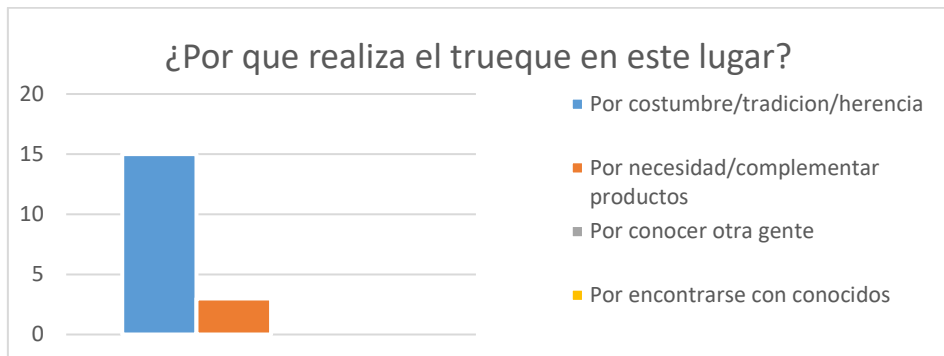 ¿Por que realiza el trueque en este lugar?
20
15
10
5
0
Por costumbre/tradicion/herencia
Por necesidad/complementar
productos
Por conocer otra gente
Por encontrarse con conocidos